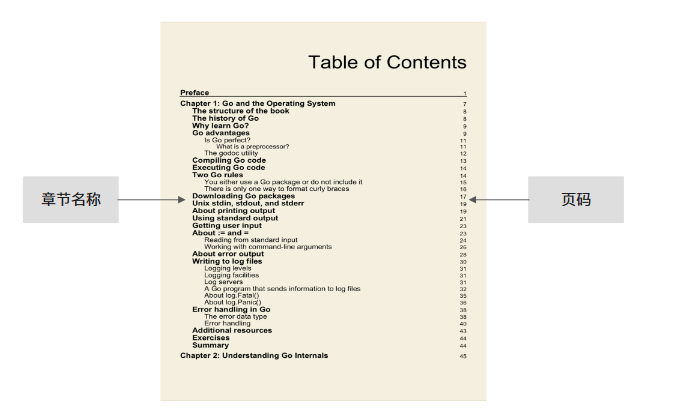 Table of Contents
Preface 1
Chapter 1: Go and the Operating System 7
The structure of the book 8
The history of Go 8
Why learn Go? 9
Go advantages 9
Is Go perfect? 11
What is a preprocessor? 11
The godoc utility 12
Compiling Go code 13
Executing Go code 14
Two Go rules 14
You either use a Go package or do not include it 15
There is only one way to format curly braces 16
章节名称
Downloading Go packages 17
页码
Unix stdin, stdout, and stderr 19
About printing output 19
Using standard output 21
Getting user input 23
About := and = 23
Reading from standard input 24
Working with command-line arguments 26
About error output 28
Writing to log files 30
Logging levels 31
Logging facilities 31
Log servers 31
A Go program that sends information to log files 32
About log.Fatal() 35
About log.Panic() 36
Error handling in Go 38
The error data type 38
Error handling 40
Additional resources 43
Exercises 44
Summary 44
Chapter 2: Understanding Go Internals 45